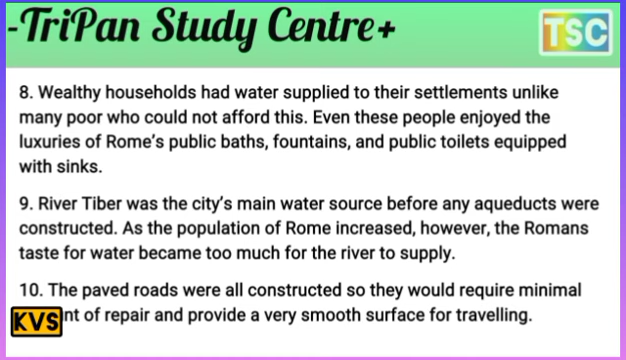 -TriPan Study Centre+
TSC
8. Wealthy households had water supplied to their settlements unlike
many poor who could not afford this. Even these people enjoyed the
luxuries of Rome's public baths, fountains, and public toilets equipped
with sinks.
9. River Tiber was the city's main water source before any aqueducts were
constructed. As the population of Rome increased, however, the Romans
taste for water became too much for the river to supply.
10. The paved roads were all constructed so they would require minimal
KVS nt of repair and provide a very smooth surface for travelling.